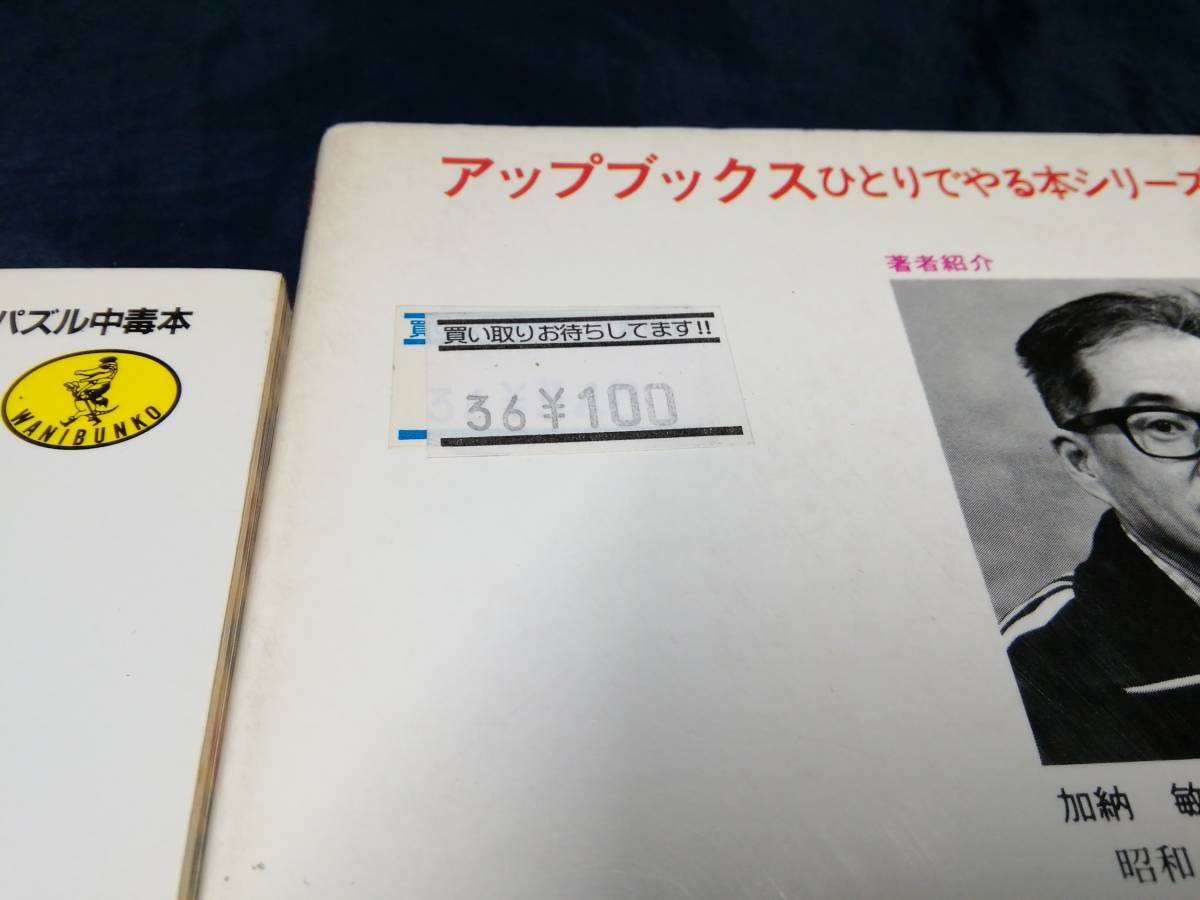 アップブックスひとりでやる本シリーズ
著者紹介
パズル中毒本
WANIBUNKO
買い取りお待ちしてます!!
36¥100
加納 敏
昭和